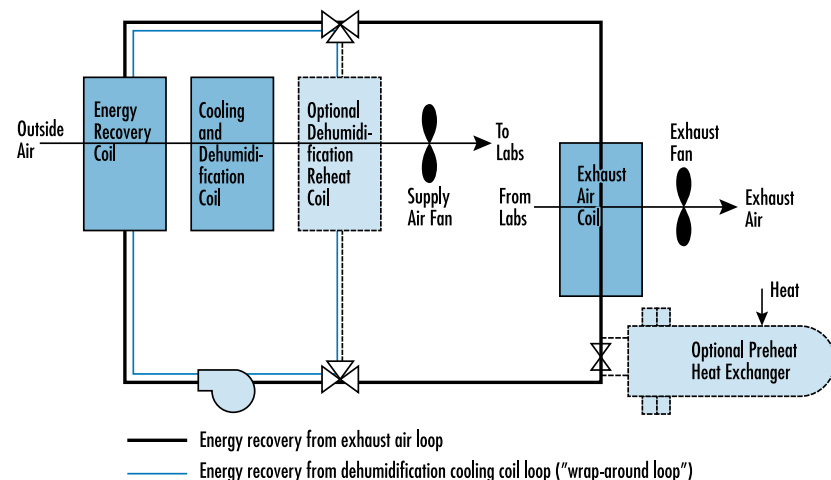 Outside
Air
Energy
Recovery
Coil
Cooling
and
Dehumidi-
fication
Coil
Optional
Dehumidi-
fication
Reheat
Coil
Supply
Air Fan
To
Labs
From
Labs
Exhaust
Air
Coil
Exhaust
Fan
Exhaust
Air
Heat
Optional Preheat
Heat Exchanger
Energy recovery from exhaust air loop
Energy recovery from dehumidification cooling coil loop ("wrap-around loop")